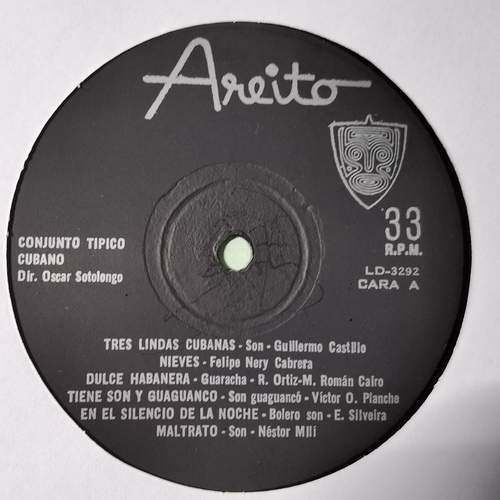 Areito
33
R.P.M.
LD-3292
CARA A
CONJUNTO TIPICO
CUBANO
Dir. Oscar Sotolongo
TRES LINDAS CUBANAS - Son - Guillermo Castillo
NIEVES - Felipe Nery Cabrera
DULCE HABANERA - Guaracha - R. Ortiz-M. Román Cairo
TIENE SON Y GUAGUANCO - Son guaguancó - Víctor O. Planche
EN EL SILENCIO DE LA NOCHE - Bolero son - E. Silveira
MALTRATO - Son - Néstor Milí